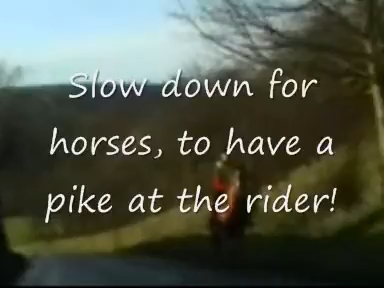 Slow down for
horses, to have a
pike at the rider!